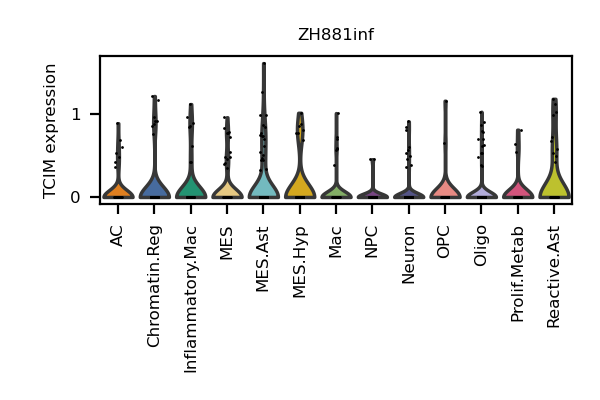 ZH881inf
TCIM expression
1
0
AC
Chromatin.Reg
Inflammatory.Mac
MES
MES.Ast
MES.Hyp
Mac
NPC
Neuron
OPC
Oligo
Prolif.Metab
Reactive.Ast